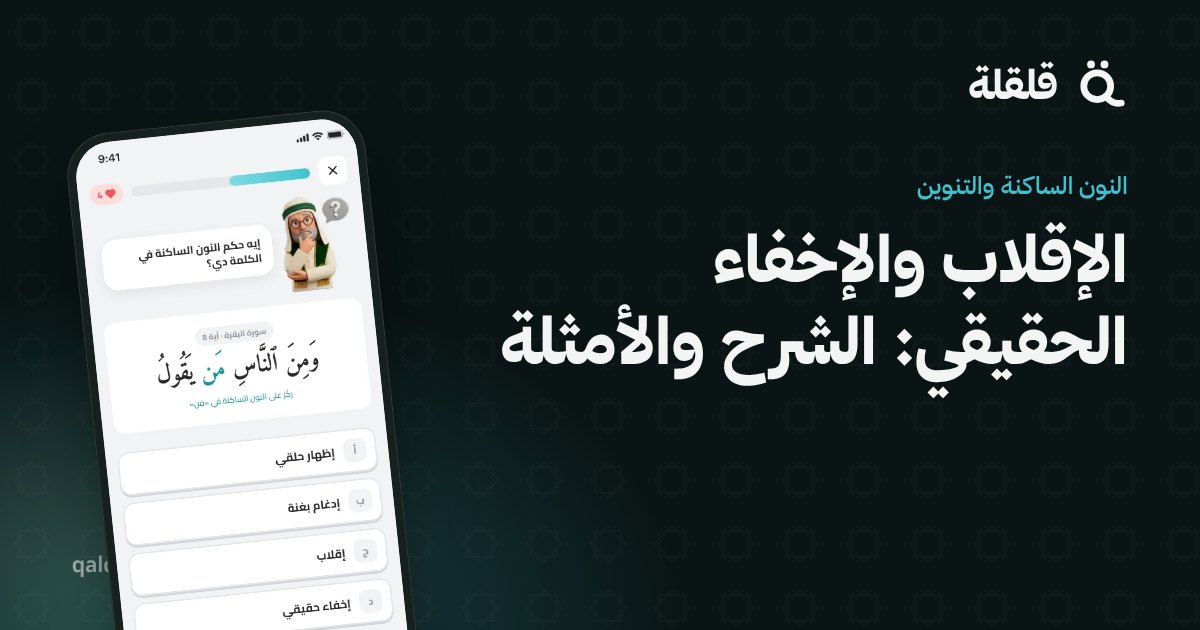 قلقلة
النون الساكنة والتنوين
الإقلاب والإخفاء
الحقيقي: الشرح والأمثلة
9:41
4
إيه حكم النون الساكنة في
الكلمة دي؟
سورة البقرة · آية 8
وَمِنَ ٱلنَّاسِ مَن يَقُولُ
ركّز على النون الساكنة في «مَن»
أ إظهار حلقي
ب إدغام بغنة
ج إقلاب
د إخفاء حقيقي